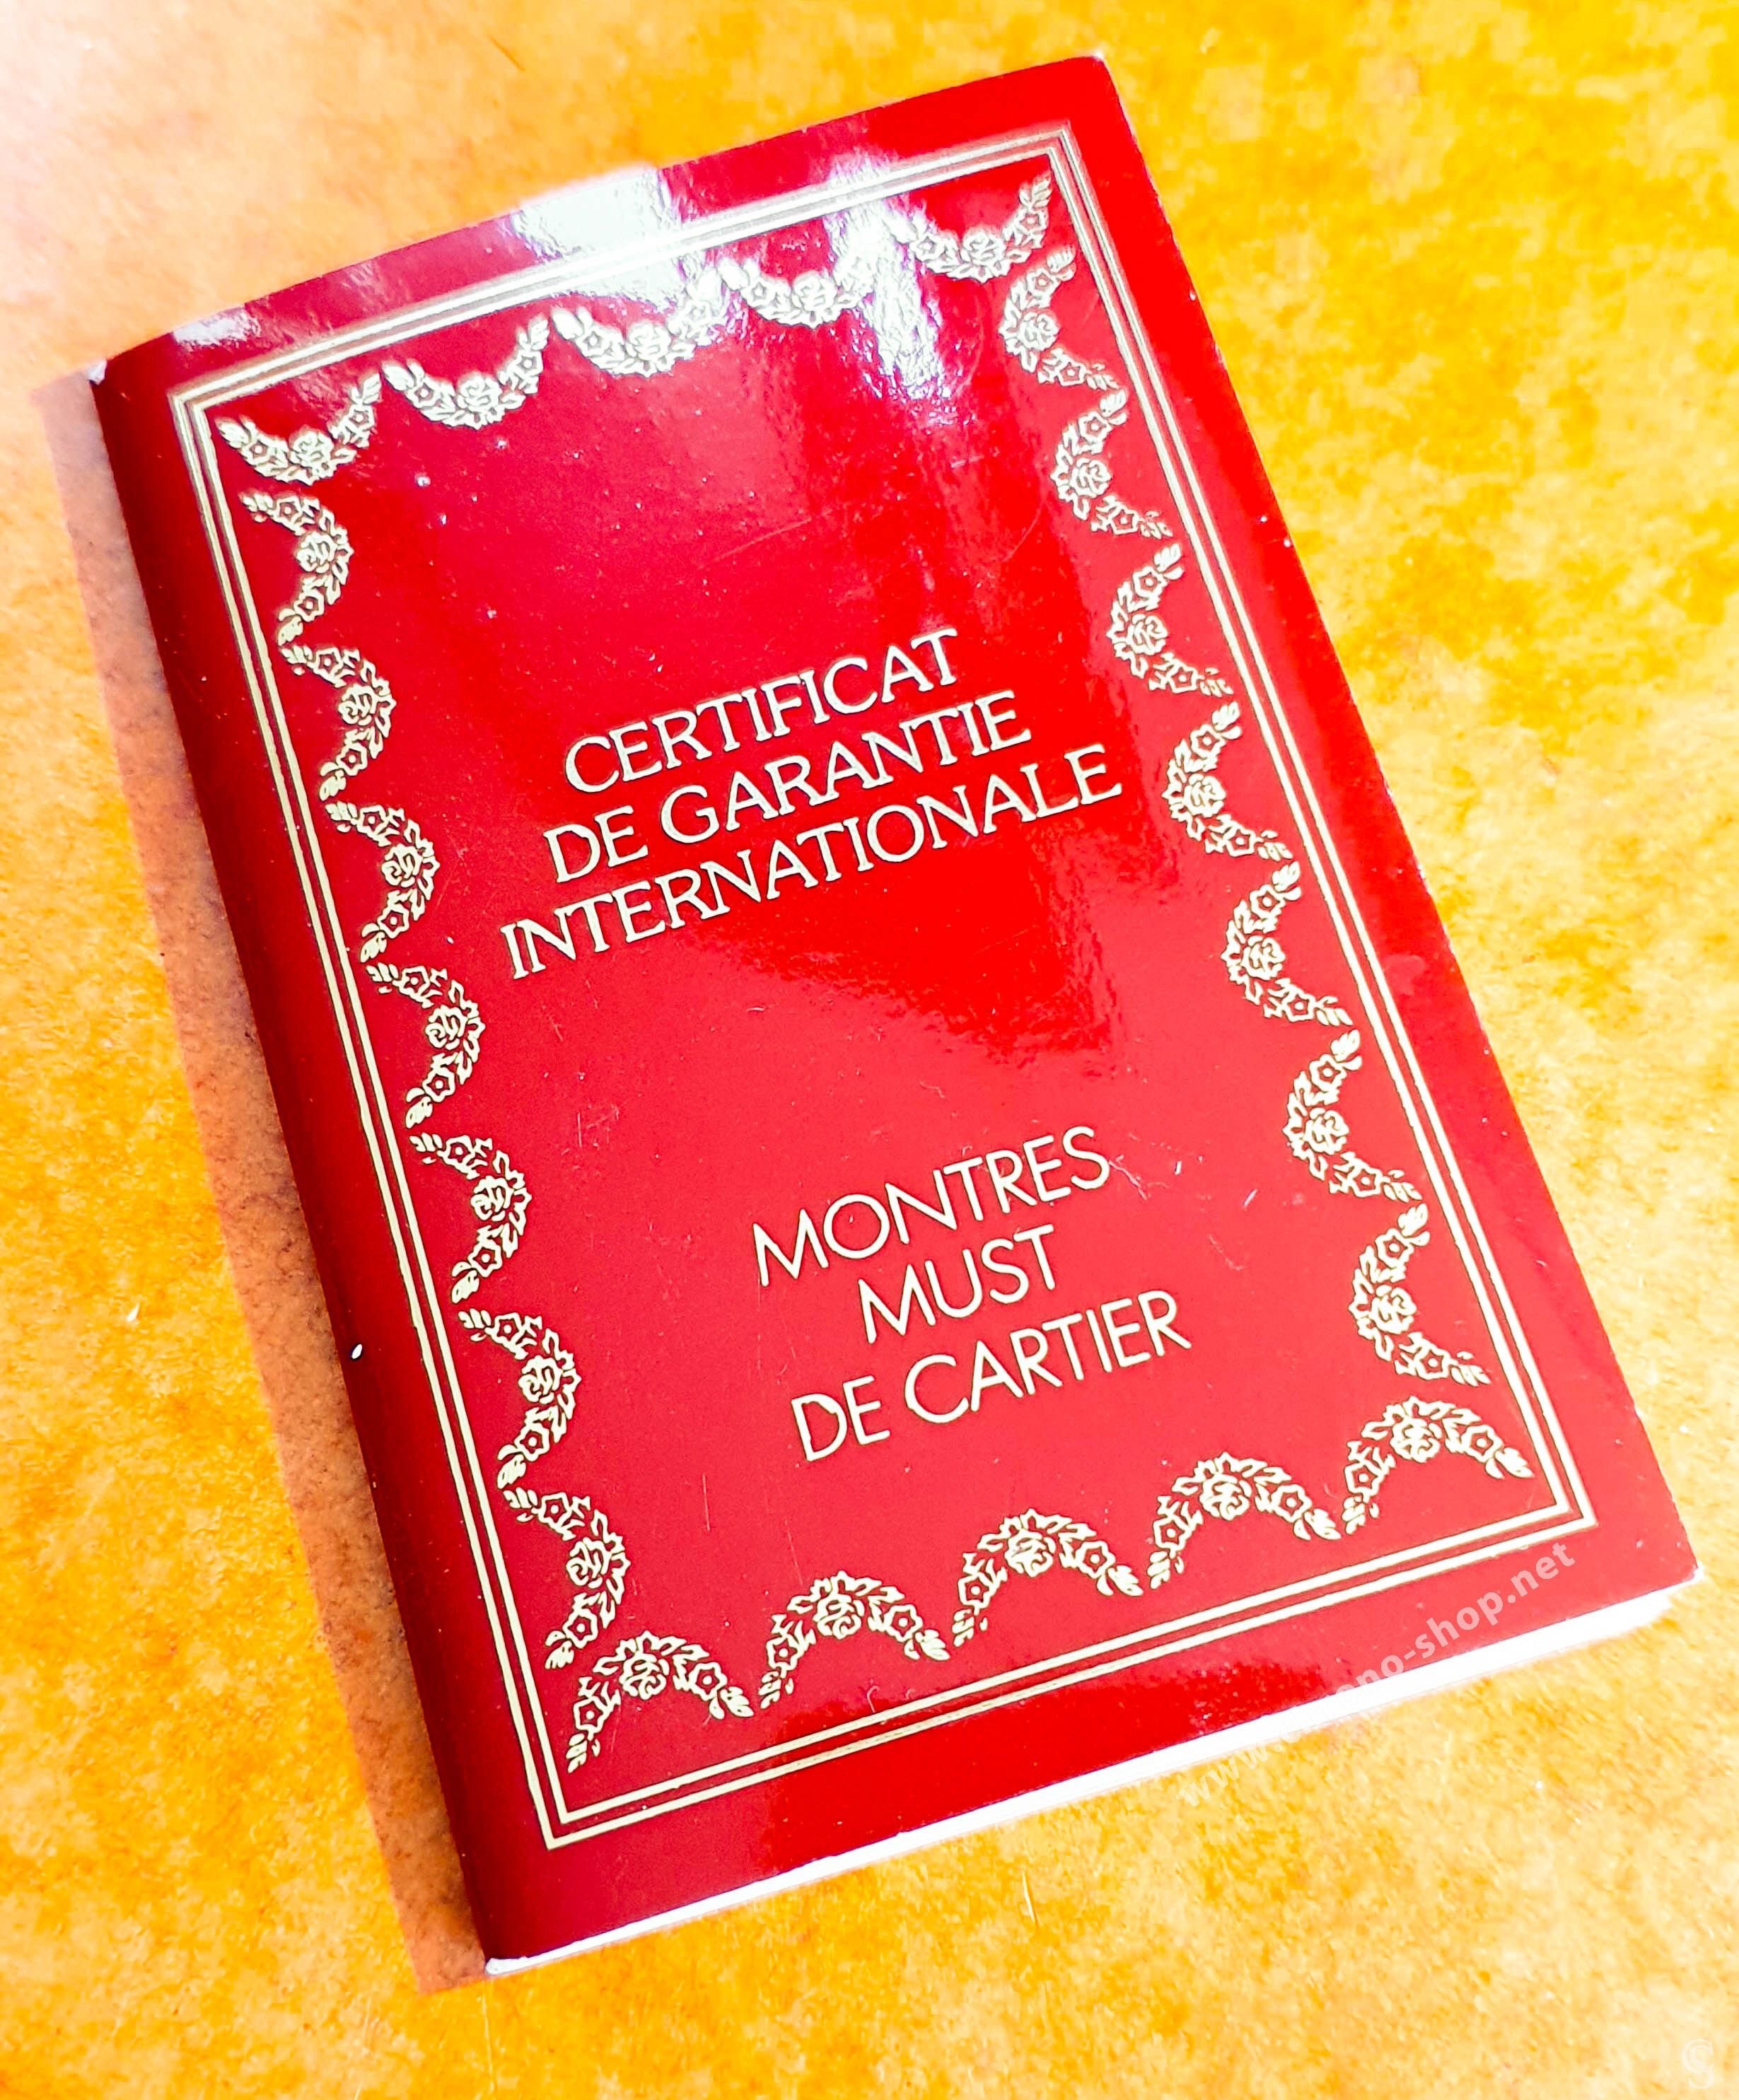 CERTIFICAT
DE GARANTIE
INTERNATIONALE
MONTRES
MUST
DE CARTIER